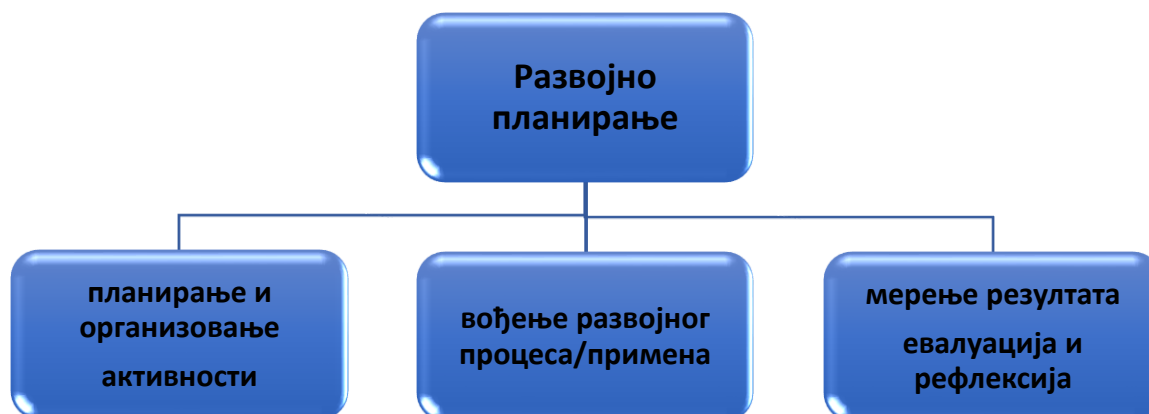 Развојно
планирање
планирање и
организовање
активности
вођење развојног
процеса/примена
мерење резултата
евалуација и
рефлексија